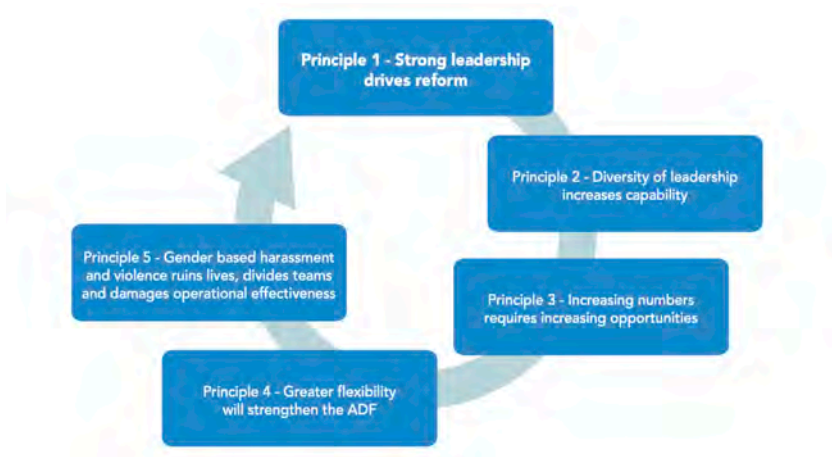 Principle 1 - Strong leadership
drives reform
Principle 2 - Diversity of leadership
increases capability
Principle 3 - Increasing numbers
requires increasing opportunities
Principle 4 - Greater flexibility
will strengthen the ADF
Principle 5 - Gender based harassment
and violence ruins lives, divides teams
and damages operational effectiveness